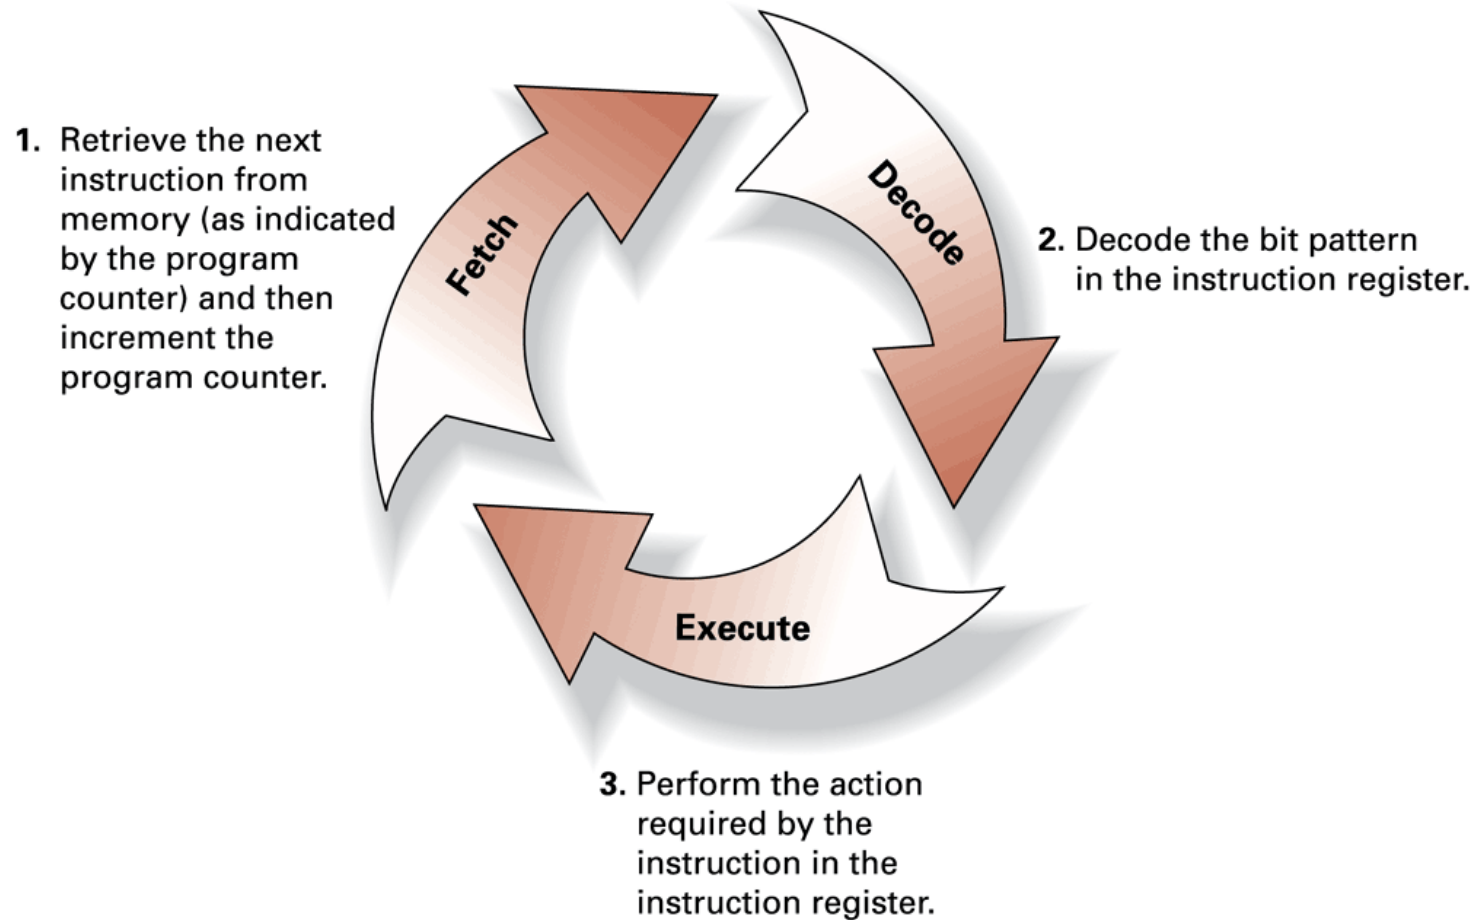 Fetch
1. Retrieve the next
instruction from
memory (as indicated
by the program
counter) and then
increment the
program counter.
Decode
2. Decode the bit pattern
in the instruction register.
Execute
3. Perform the action
required by the
instruction in the
instruction register.